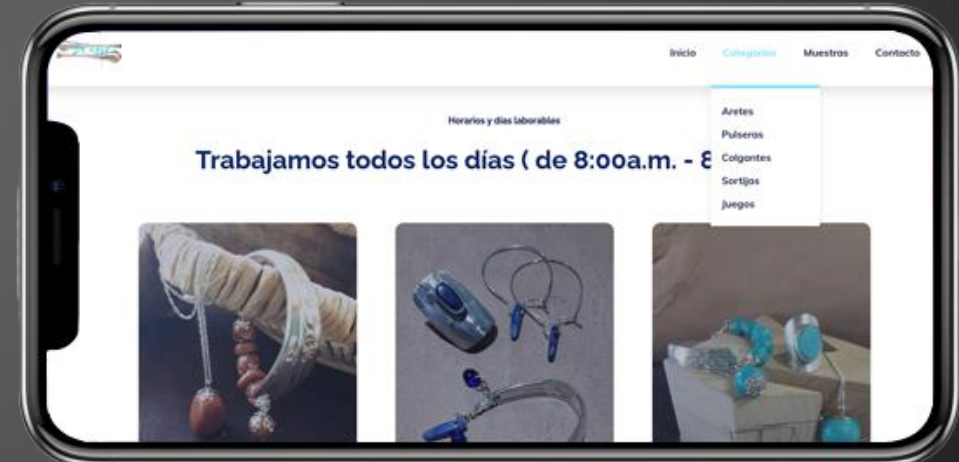 Inicio Categorías Muestras Contacto
Aretes
Pulseras
Colgantes
Sortijas
Juegos
Horarios y días laborables
Trabajamos todos los días ( de 8:00a.m. - 8